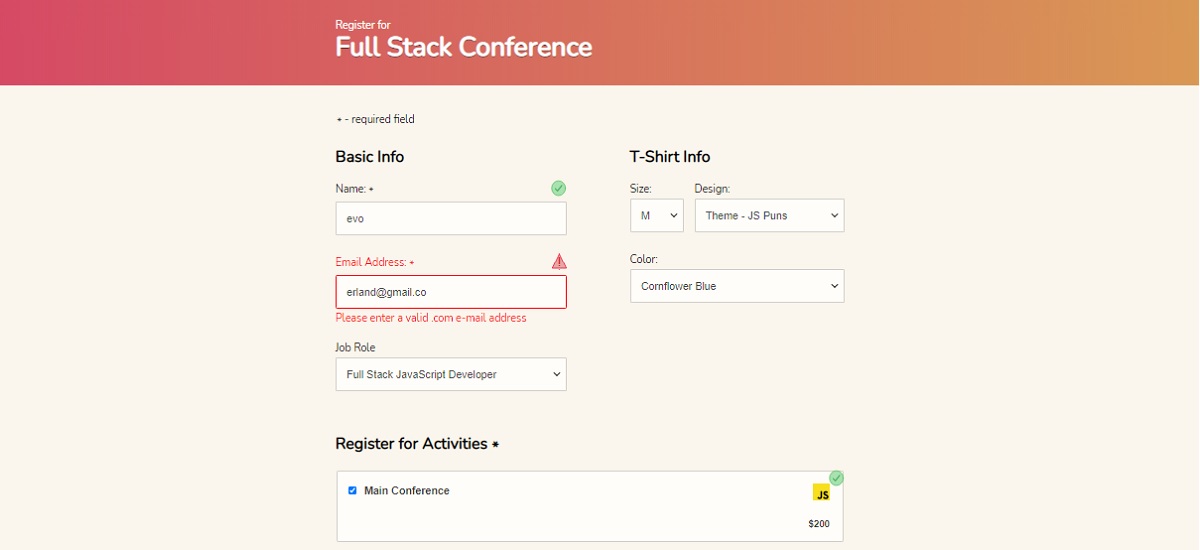 Register for
Full Stack Conference
* - required field
Basic Info
Name: *
evo
Email Address: *
erland@gmail.co
Please enter a valid .com e-mail address
Job Role
Full Stack JavaScript Developer
T-Shirt Info
Size:
Design:
M
Theme - JS Puns
Color:
Cornflower Blue
Register for Activities *
Main Conference
JS
$200